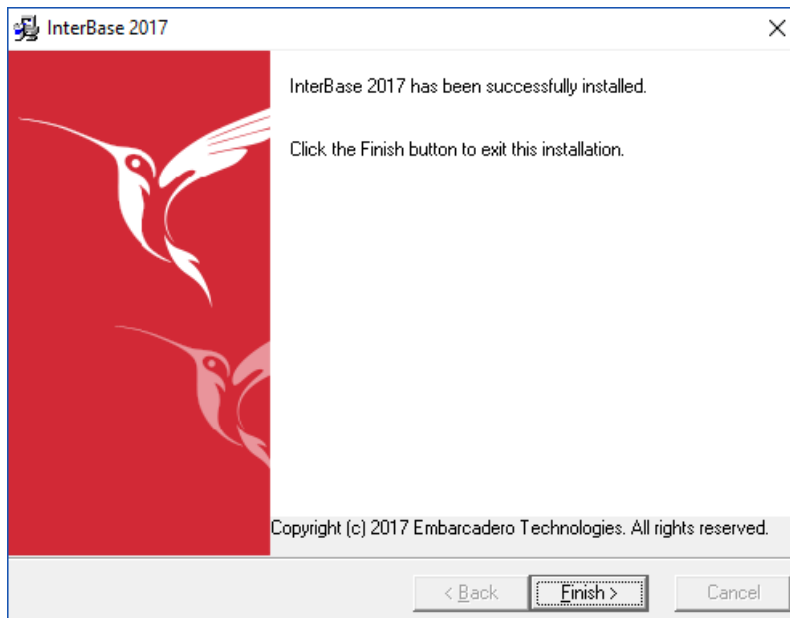 InterBase 2017
InterBase 2017 has been successfully installed.
Click the Finish button to exit this installation.
Copyright (c) 2017 Embarcadero Technologies. All rights reserved.
< Back
Finish >
Cancel